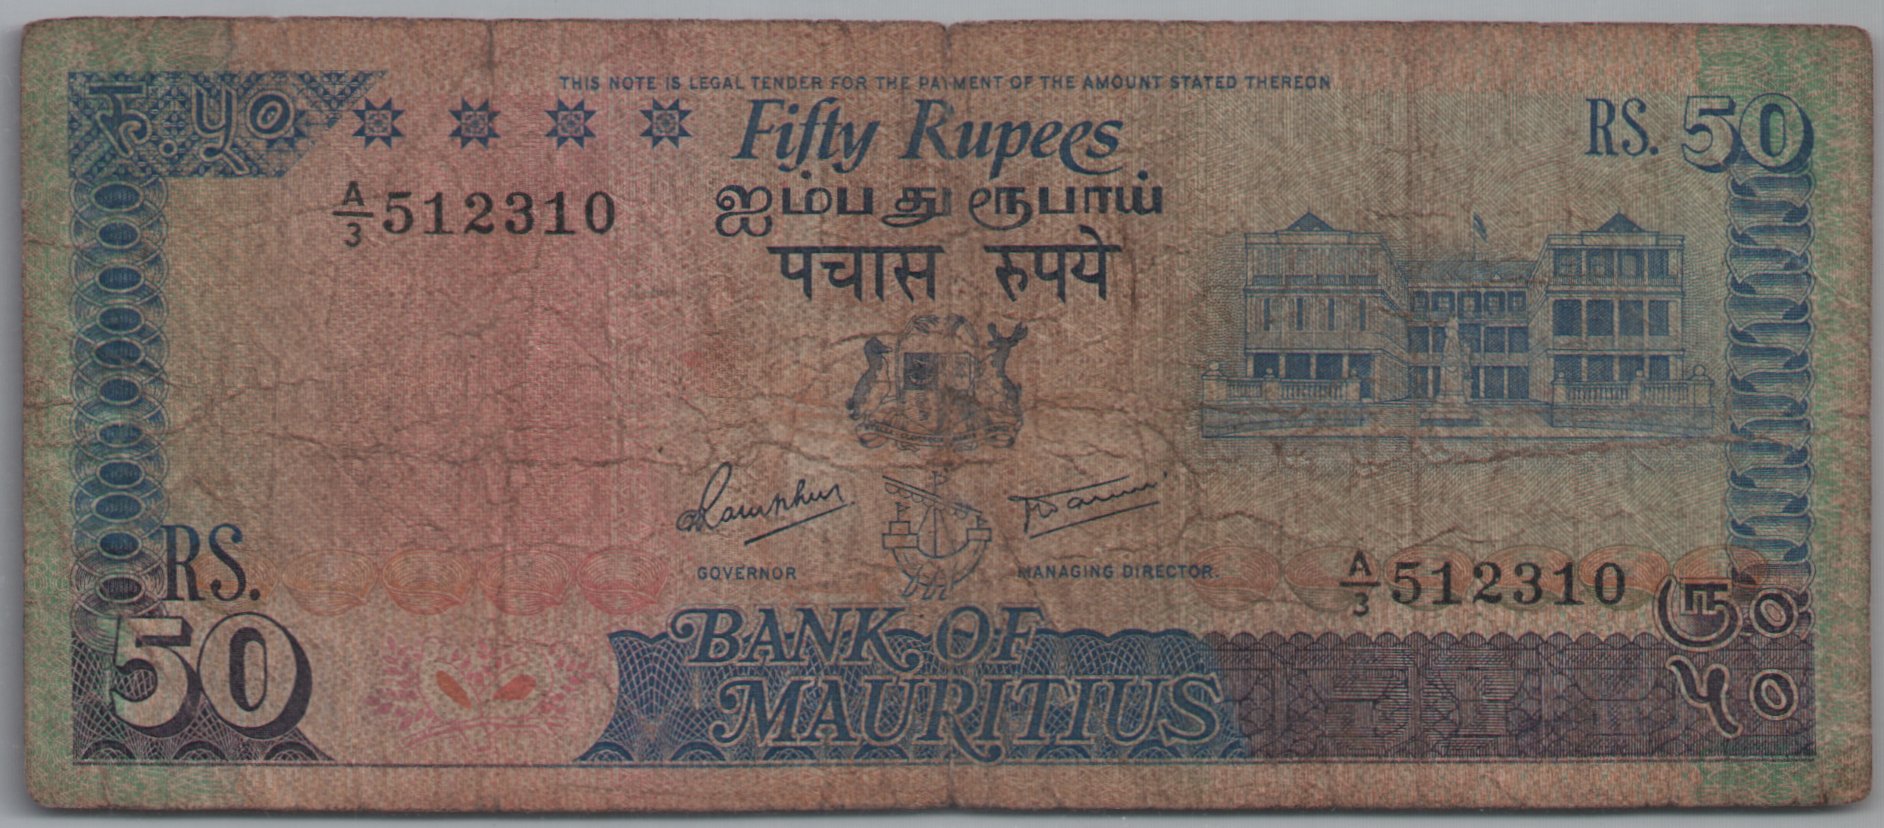 THIS NOTE IS LEGAL TENDER FOR THE PAYMENT OF THE AMOUNT STATED THEREON
रु. ५०
Fifty Rupees
RS. 50
ஐம்பது ரூபாய்
A/3 512310
पचास रुपये
GOVERNOR
MANAGING DIRECTOR.
RS.
50
A/3 512310
BANK OF
MAURITIUS
௹ ५०
५०